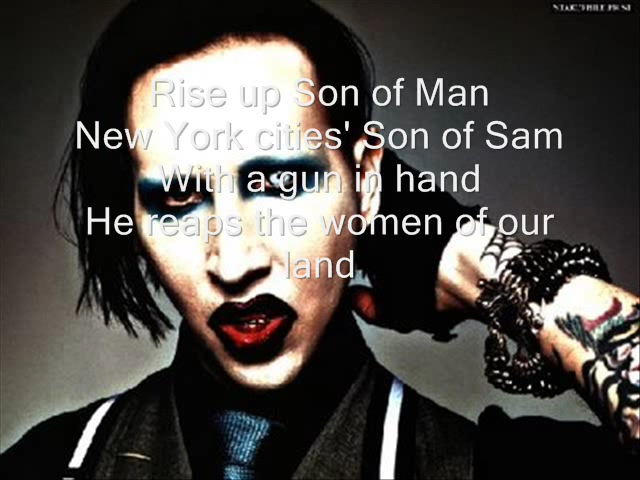 Rise up Son of Man
New York cities' Son of Sam
With a gun in hand
He reaps the women of our
land